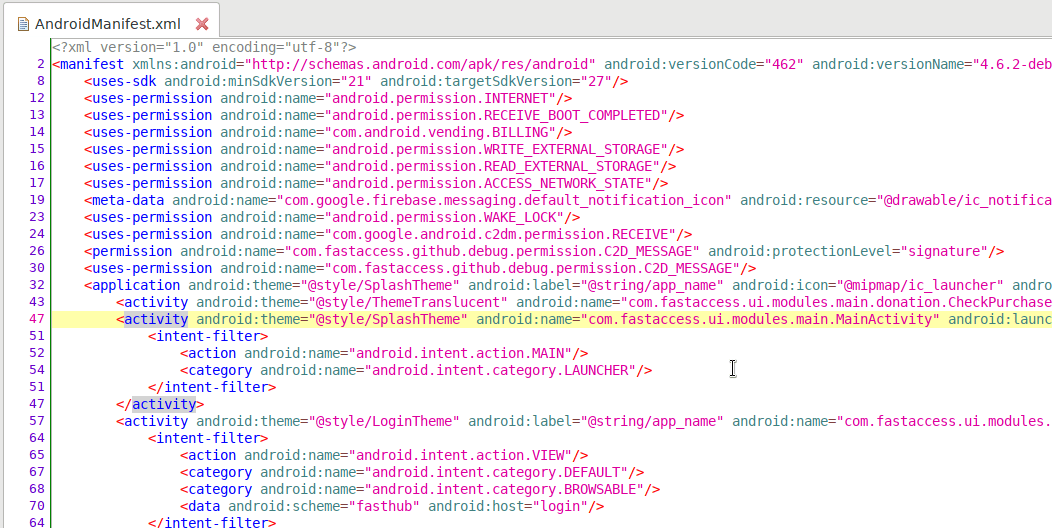 AndroidManifest.xml
<?xml version="1.0" encoding="utf-8"?>
2 <manifest xmlns:android="http://schemas.android.com/apk/res/android" android:versionCode="462" android:versionName="4.6.2-deb
8 <uses-sdk android:minSdkVersion="21" android:targetSdkVersion="27"/>
12 <uses-permission android:name="android.permission.INTERNET"/>
13 <uses-permission android:name="android.permission.RECEIVE_BOOT_COMPLETED"/>
14 <uses-permission android:name="com.android.vending.BILLING"/>
15 <uses-permission android:name="android.permission.WRITE_EXTERNAL_STORAGE"/>
16 <uses-permission android:name="android.permission.READ_EXTERNAL_STORAGE"/>
17 <uses-permission android:name="android.permission.ACCESS_NETWORK_STATE"/>
19 <meta-data android:name="com.google.firebase.messaging.default_notification_icon" android:resource="@drawable/ic_notifica
23 <uses-permission android:name="android.permission.WAKE_LOCK"/>
24 <uses-permission android:name="com.google.android.c2dm.permission.RECEIVE"/>
26 <permission android:name="com.fastaccess.github.debug.permission.C2D_MESSAGE" android:protectionLevel="signature"/>
30 <uses-permission android:name="com.fastaccess.github.debug.permission.C2D_MESSAGE"/>
32 <application android:theme="@style/SplashTheme" android:label="@string/app_name" android:icon="@mipmap/ic_launcher" andro
43 <activity android:theme="@style/ThemeTranslucent" android:name="com.fastaccess.ui.modules.main.donation.CheckPurchase
47 <activity android:theme="@style/SplashTheme" android:name="com.fastaccess.ui.modules.main.MainActivity" android:launc
51 <intent-filter>
52 <action android:name="android.intent.action.MAIN"/>
54 <category android:name="android.intent.category.LAUNCHER"/>
51 </intent-filter>
47 </activity>
57 <activity android:theme="@style/LoginTheme" android:label="@string/app_name" android:name="com.fastaccess.ui.modules.
64 <intent-filter>
65 <action android:name="android.intent.action.VIEW"/>
67 <category android:name="android.intent.category.DEFAULT"/>
68 <category android:name="android.intent.category.BROWSABLE"/>
70 <data android:scheme="fasthub" android:host="login"/>
64 </intent-filter>